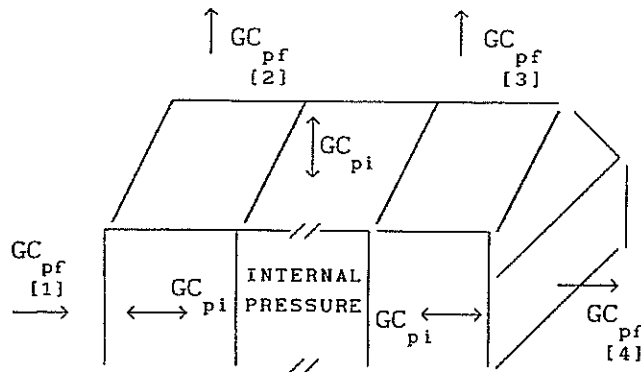 GC pf [2]
GC pf [3]
GC pi
GC pf [1]
GC pi
INTERNAL
PRESSURE
GC pi
GC pf [4]